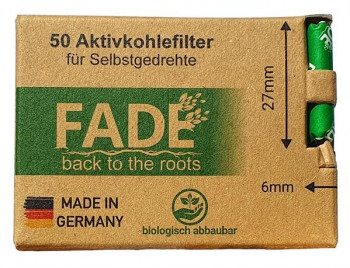 50 Aktivkohlefilter
für Selbstgedrehte
27mm
FADE
back to the roots
6mm
MADE IN
GERMANY
biologisch abbaubar